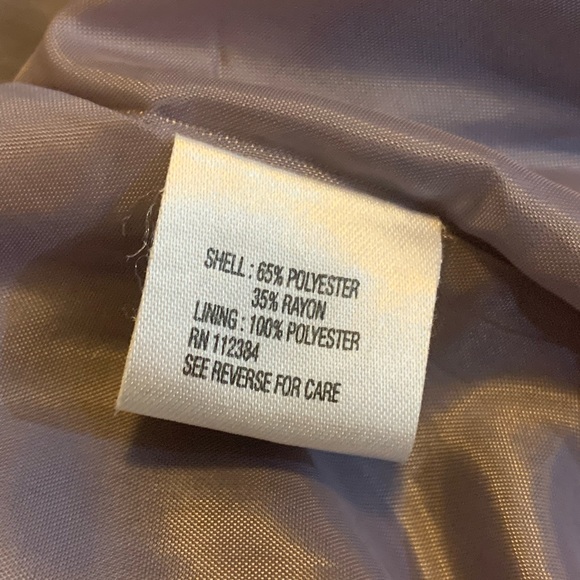 SHELL : 65% POLYESTER
35% RAYON
LINING : 100% POLYESTER
RN 112384
SEE REVERSE FOR CARE